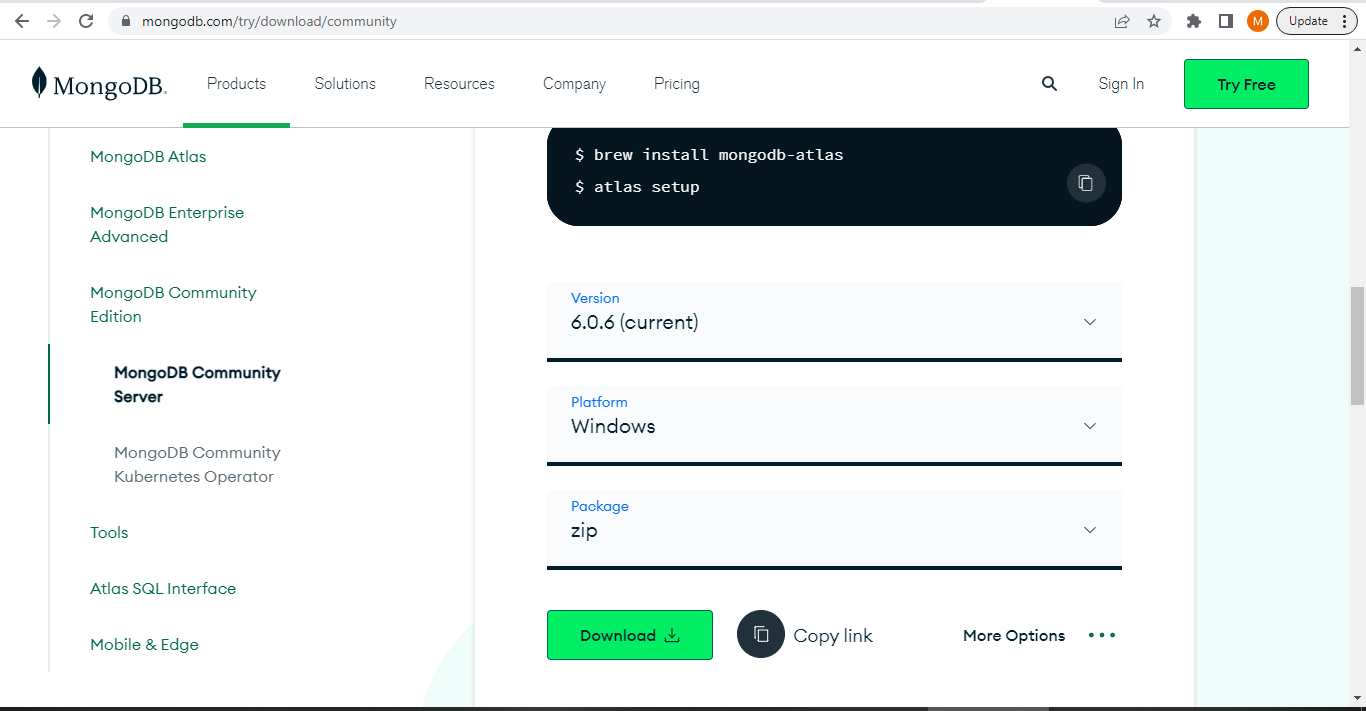 mongodb.com/try/download/community
M
Update
MongoDB.
Products
Solutions
Resources
Company
Pricing
Sign In
Try Free
MongoDB Atlas
MongoDB Enterprise
Advanced
MongoDB Community
Edition
MongoDB Community
Server
MongoDB Community
Kubernetes Operator
Tools
Atlas SQL Interface
Mobile & Edge
$ brew install mongodb-atlas
$ atlas setup
Version
6.0.6 (current)
Platform
Windows
Package
zip
Download
Copy link
More Options